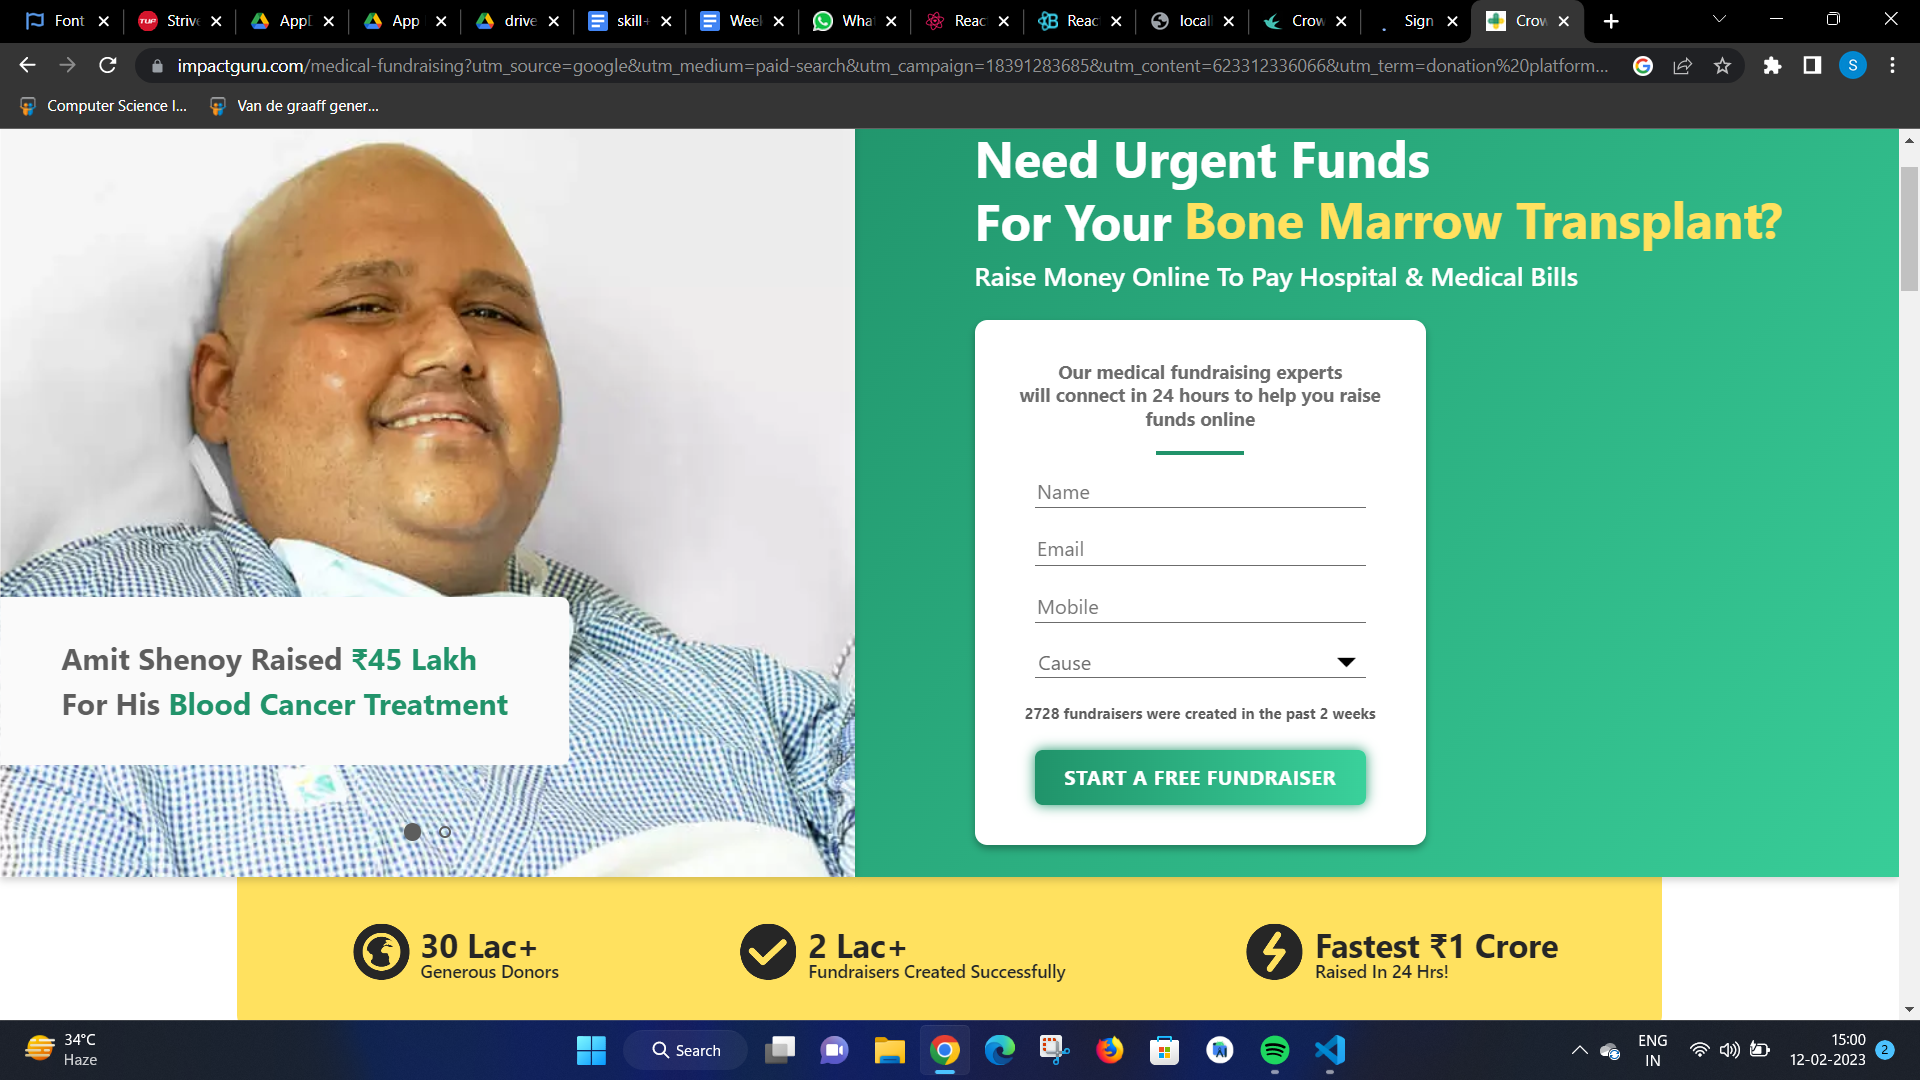 Font
Strive
AppD
App
drive
skill+
Weel
What
Reac
Reac
locall
Crow
Sign
Crow
impactguru.com/medical-fundraising?utm_source=google&utm_medium=paid-search&utm_campaign=18391283685&utm_content=623312336066&utm_term=donation%20platform...
S
Computer Science I...
Van de graaff gener...
Need Urgent Funds
For Your Bone Marrow Transplant?
Raise Money Online To Pay Hospital & Medical Bills
Our medical fundraising experts
will connect in 24 hours to help you raise
funds online
Name
Email
Mobile
Cause
2728 fundraisers were created in the past 2 weeks
START A FREE FUNDRAISER
Amit Shenoy Raised ₹45 Lakh
For His Blood Cancer Treatment
30 Lac+
Generous Donors
2 Lac+
Fundraisers Created Successfully
Fastest ₹1 Crore
Raised In 24 Hrs!
34°C
Haze
Search
ENG
IN
15:00
12-02-2023
2